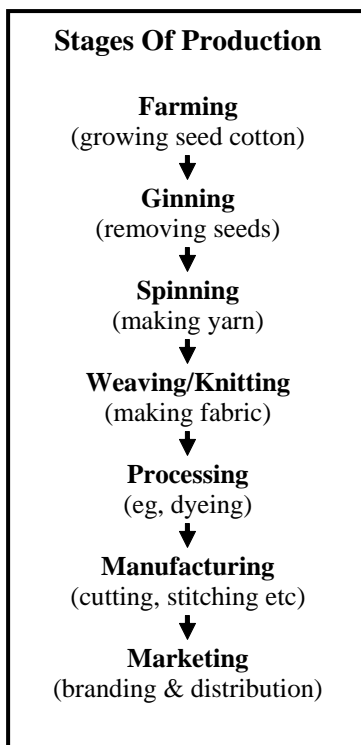 Stages Of Production
Farming
(growing seed cotton)
Ginning
(removing seeds)
Spinning
(making yarn)
Weaving/Knitting
(making fabric)
Processing
(eg, dyeing)
Manufacturing
(cutting, stitching etc)
Marketing
(branding & distribution)